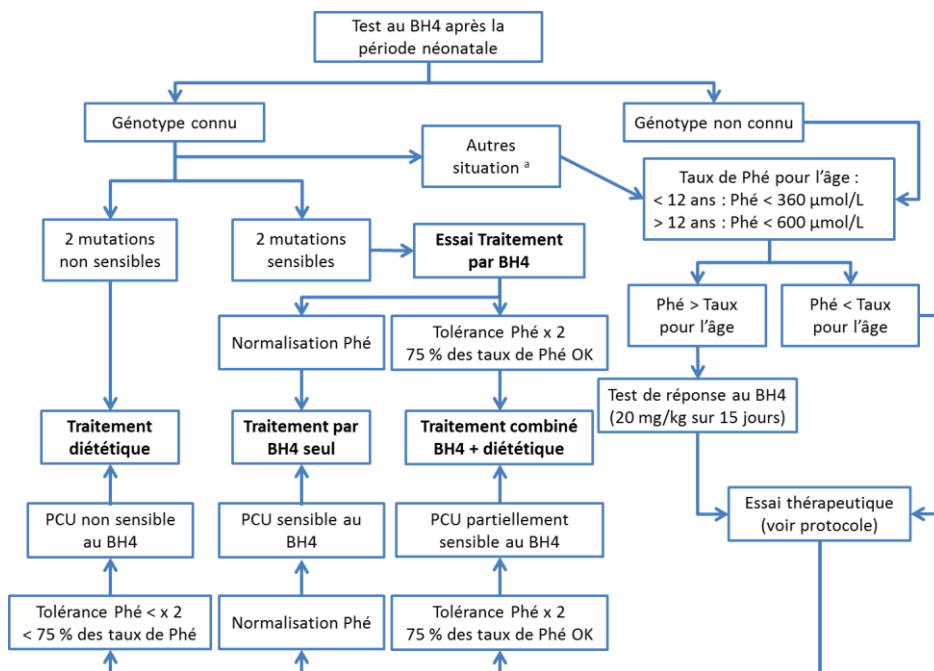 Test au BH4 après la
période néonatale
Génotype connu
Génotype non connu
Autres
situation ᵃ
Taux de Phé pour l’âge :
< 12 ans : Phé < 360 µmol/L
> 12 ans : Phé < 600 µmol/L
2 mutations
non sensibles
2 mutations
sensibles
Essai Traitement
par BH4
Phé > Taux
pour l’âge
Phé < Taux
pour l’âge
Normalisation Phé
Tolérance Phé x 2
75 % des taux de Phé OK
Test de réponse au BH4
(20 mg/kg sur 15 jours)
Traitement
diététique
Traitement par
BH4 seul
Traitement combiné
BH4 + diététique
PCU non sensible
au BH4
PCU sensible au
BH4
PCU partiellement
sensible au BH4
Essai thérapeutique
(voir protocole)
Tolérance Phé < x 2
< 75 % des taux de Phé
Normalisation Phé
Tolérance Phé x 2
75 % des taux de Phé OK